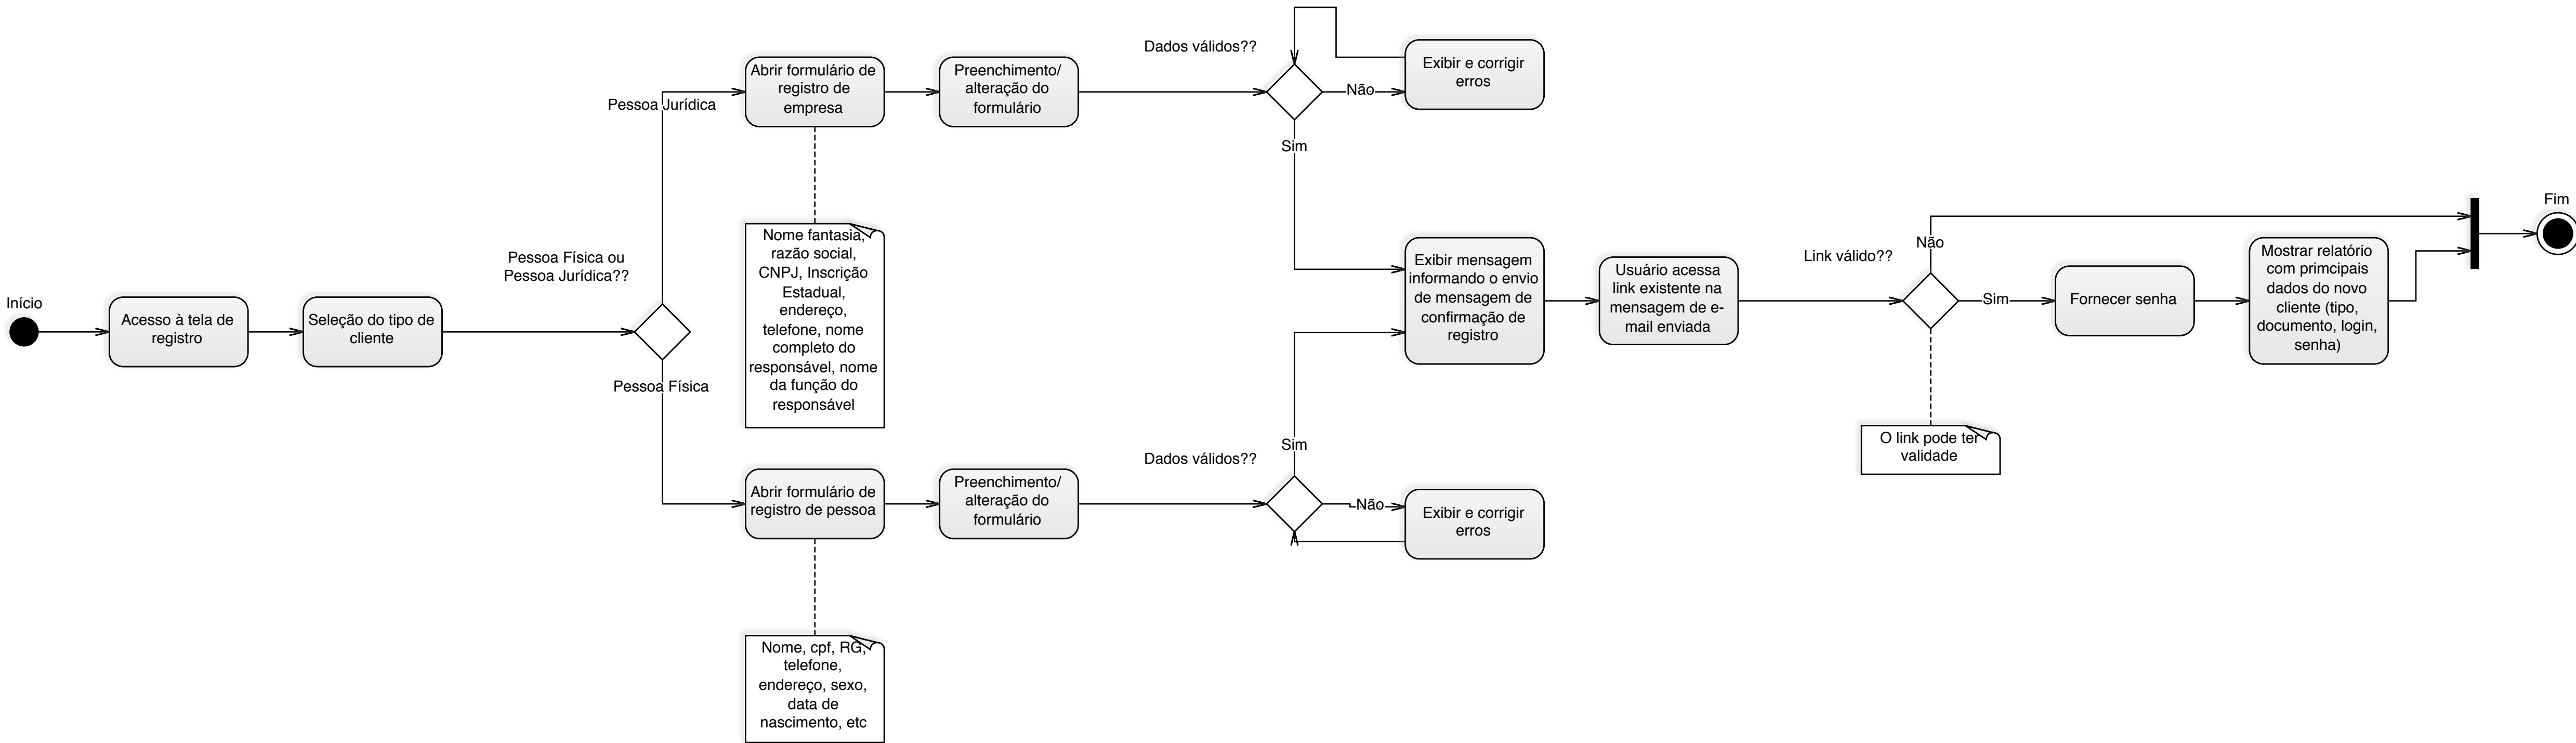 Início
Acesso à tela de
registro
Seleção do tipo de
cliente
Pessoa Física ou
Pessoa Jurídica??
Pessoa Jurídica
Pessoa Física
Abrir formulário de
registro de
empresa
Nome fantasia,
razão social,
CNPJ, Inscrição
Estadual,
endereço,
telefone, nome
completo do
responsável, nome
da função do
responsável
Preenchimento/
alteração do
formulário
Dados válidos??
Não
Exibir e corrigir
erros
Sim
Abrir formulário de
registro de pessoa
Nome, cpf, RG,
telefone,
endereço, sexo,
data de
nascimento, etc
Preenchimento/
alteração do
formulário
Dados válidos??
Sim
Não
Exibir e corrigir
erros
Exibir mensagem
informando o envio
de mensagem de
confirmação de
registro
Usuário acessa
link existente na
mensagem de e-
mail enviada
Link válido??
Não
Sim
O link pode ter
validade
Fornecer senha
Mostrar relatório
com primcipais
dados do novo
cliente (tipo,
documento, login,
senha)
Fim